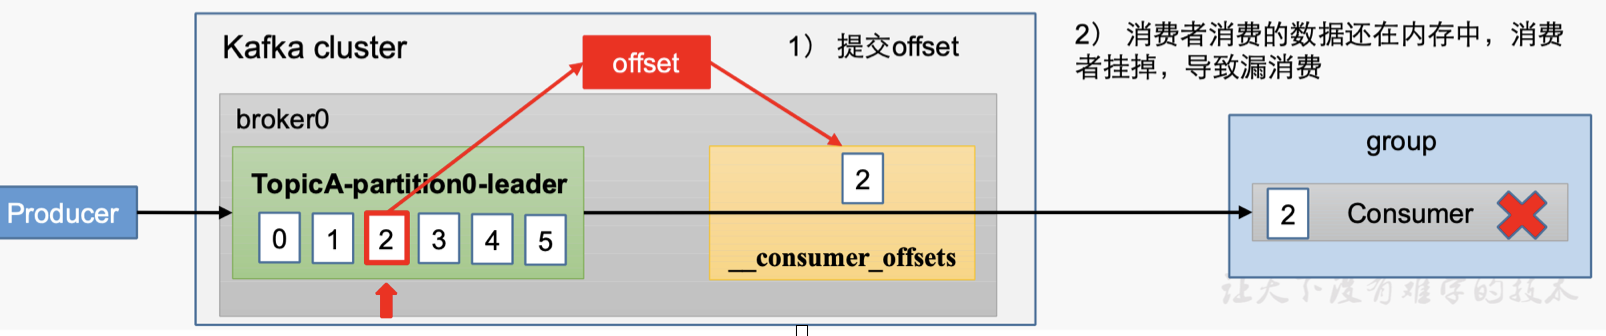 Kafka cluster
offset
1） 提交offset
2） 消费者消费的数据还在内存中，消费
者挂掉，导致漏消费
broker0
group
TopicA-partition0-leader
2
Producer
0 1 2 3 4 5
2 Consumer
__consumer_offsets
让天下没有难学的技术